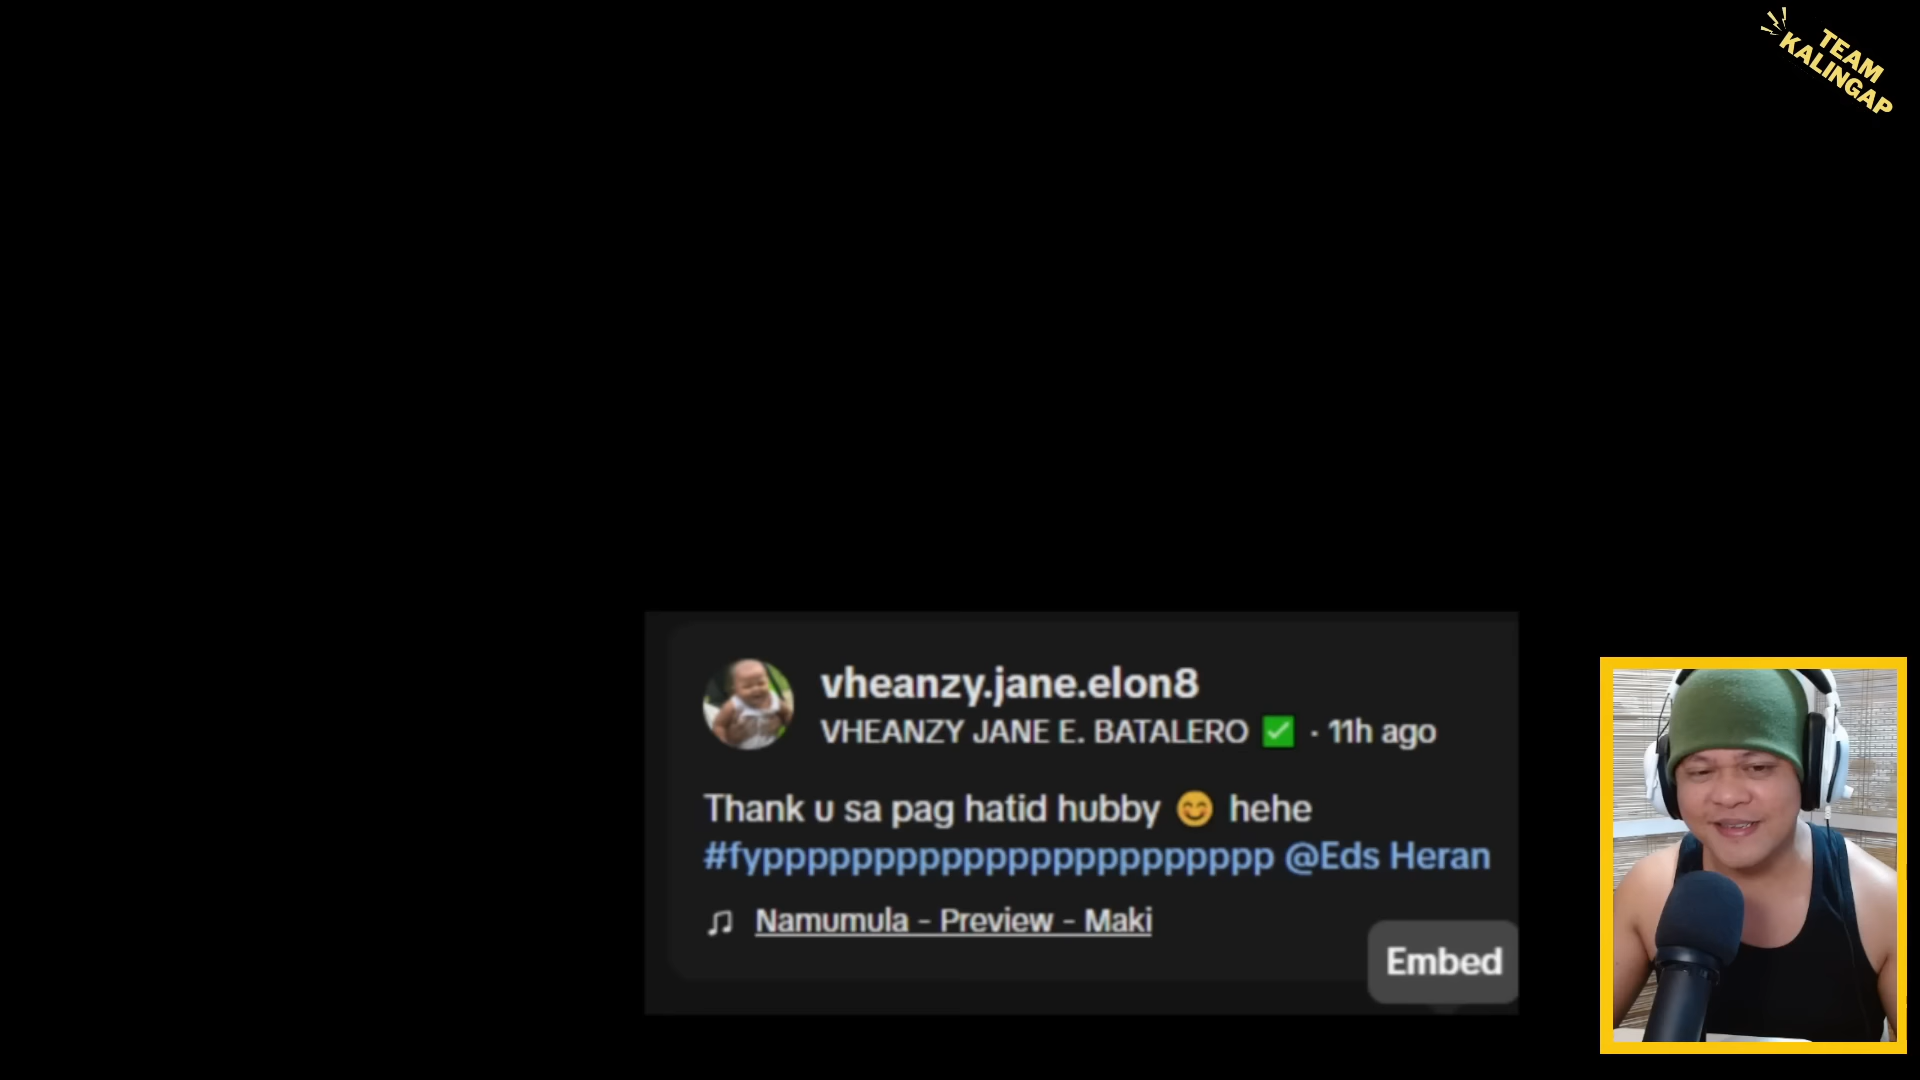 TEAM
KALINGAP
vheanzy.jane.elon8
VHEANZY JANE E. BATALERO ✅ · 11h ago
Thank u sa pag hatid hubby 😊 hehe
#fyppppppppppppppppppppppp @Eds Heran
♫ Namumula - Preview - Maki
Embed